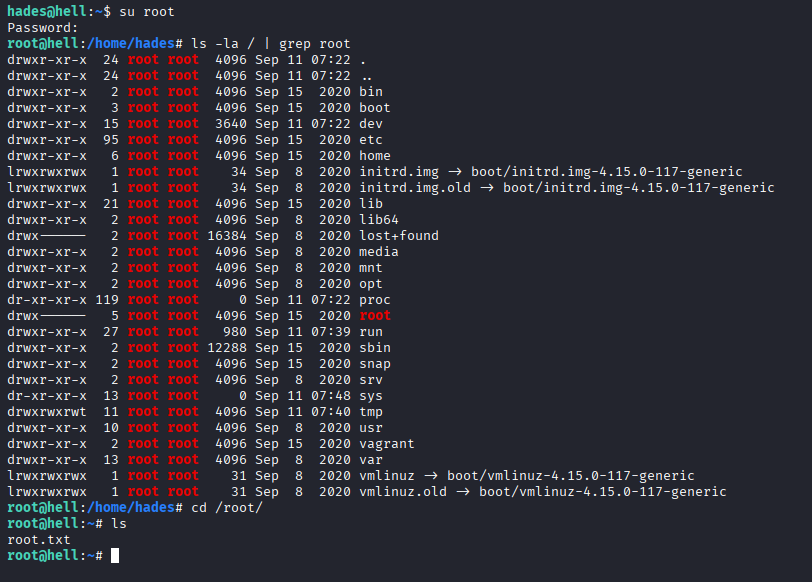 hades@hell:~$ su root
Password:
root@hell:/home/hades# ls -la / | grep root
drwxr-xr-x  24 root root  4096 Sep 11 07:22 .
drwxr-xr-x  24 root root  4096 Sep 11 07:22 ..
drwxr-xr-x   2 root root  4096 Sep 15  2020 bin
drwxr-xr-x   3 root root  4096 Sep 15  2020 boot
drwxr-xr-x  15 root root  3640 Sep 11 07:22 dev
drwxr-xr-x  95 root root  4096 Sep 15  2020 etc
drwxr-xr-x   6 root root  4096 Sep 15  2020 home
lrwxrwxrwx   1 root root    34 Sep  8  2020 initrd.img -> boot/initrd.img-4.15.0-117-generic
lrwxrwxrwx   1 root root    34 Sep  8  2020 initrd.img.old -> boot/initrd.img-4.15.0-117-generic
drwxr-xr-x  21 root root  4096 Sep 15  2020 lib
drwxr-xr-x   2 root root  4096 Sep  8  2020 lib64
drwx------   2 root root 16384 Sep  8  2020 lost+found
drwxr-xr-x   2 root root  4096 Sep  8  2020 media
drwxr-xr-x   2 root root  4096 Sep  8  2020 mnt
drwxr-xr-x   2 root root  4096 Sep  8  2020 opt
dr-xr-xr-x 119 root root     0 Sep 11 07:22 proc
drwx------   5 root root  4096 Sep 15  2020 root
drwxr-xr-x  27 root root   980 Sep 11 07:39 run
drwxr-xr-x   2 root root 12288 Sep 15  2020 sbin
drwxr-xr-x   2 root root  4096 Sep 15  2020 snap
drwxr-xr-x   2 root root  4096 Sep  8  2020 srv
dr-xr-xr-x  13 root root     0 Sep 11 07:48 sys
drwxrwxrwt  11 root root  4096 Sep 11 07:40 tmp
drwxr-xr-x  10 root root  4096 Sep  8  2020 usr
drwxr-xr-x   2 root root  4096 Sep 15  2020 vagrant
drwxr-xr-x  13 root root  4096 Sep  8  2020 var
lrwxrwxrwx   1 root root    31 Sep  8  2020 vmlinuz -> boot/vmlinuz-4.15.0-117-generic
lrwxrwxrwx   1 root root    31 Sep  8  2020 vmlinuz.old -> boot/vmlinuz-4.15.0-117-generic
root@hell:/home/hades# cd /root/
root@hell:~# ls
root.txt
root@hell:~#